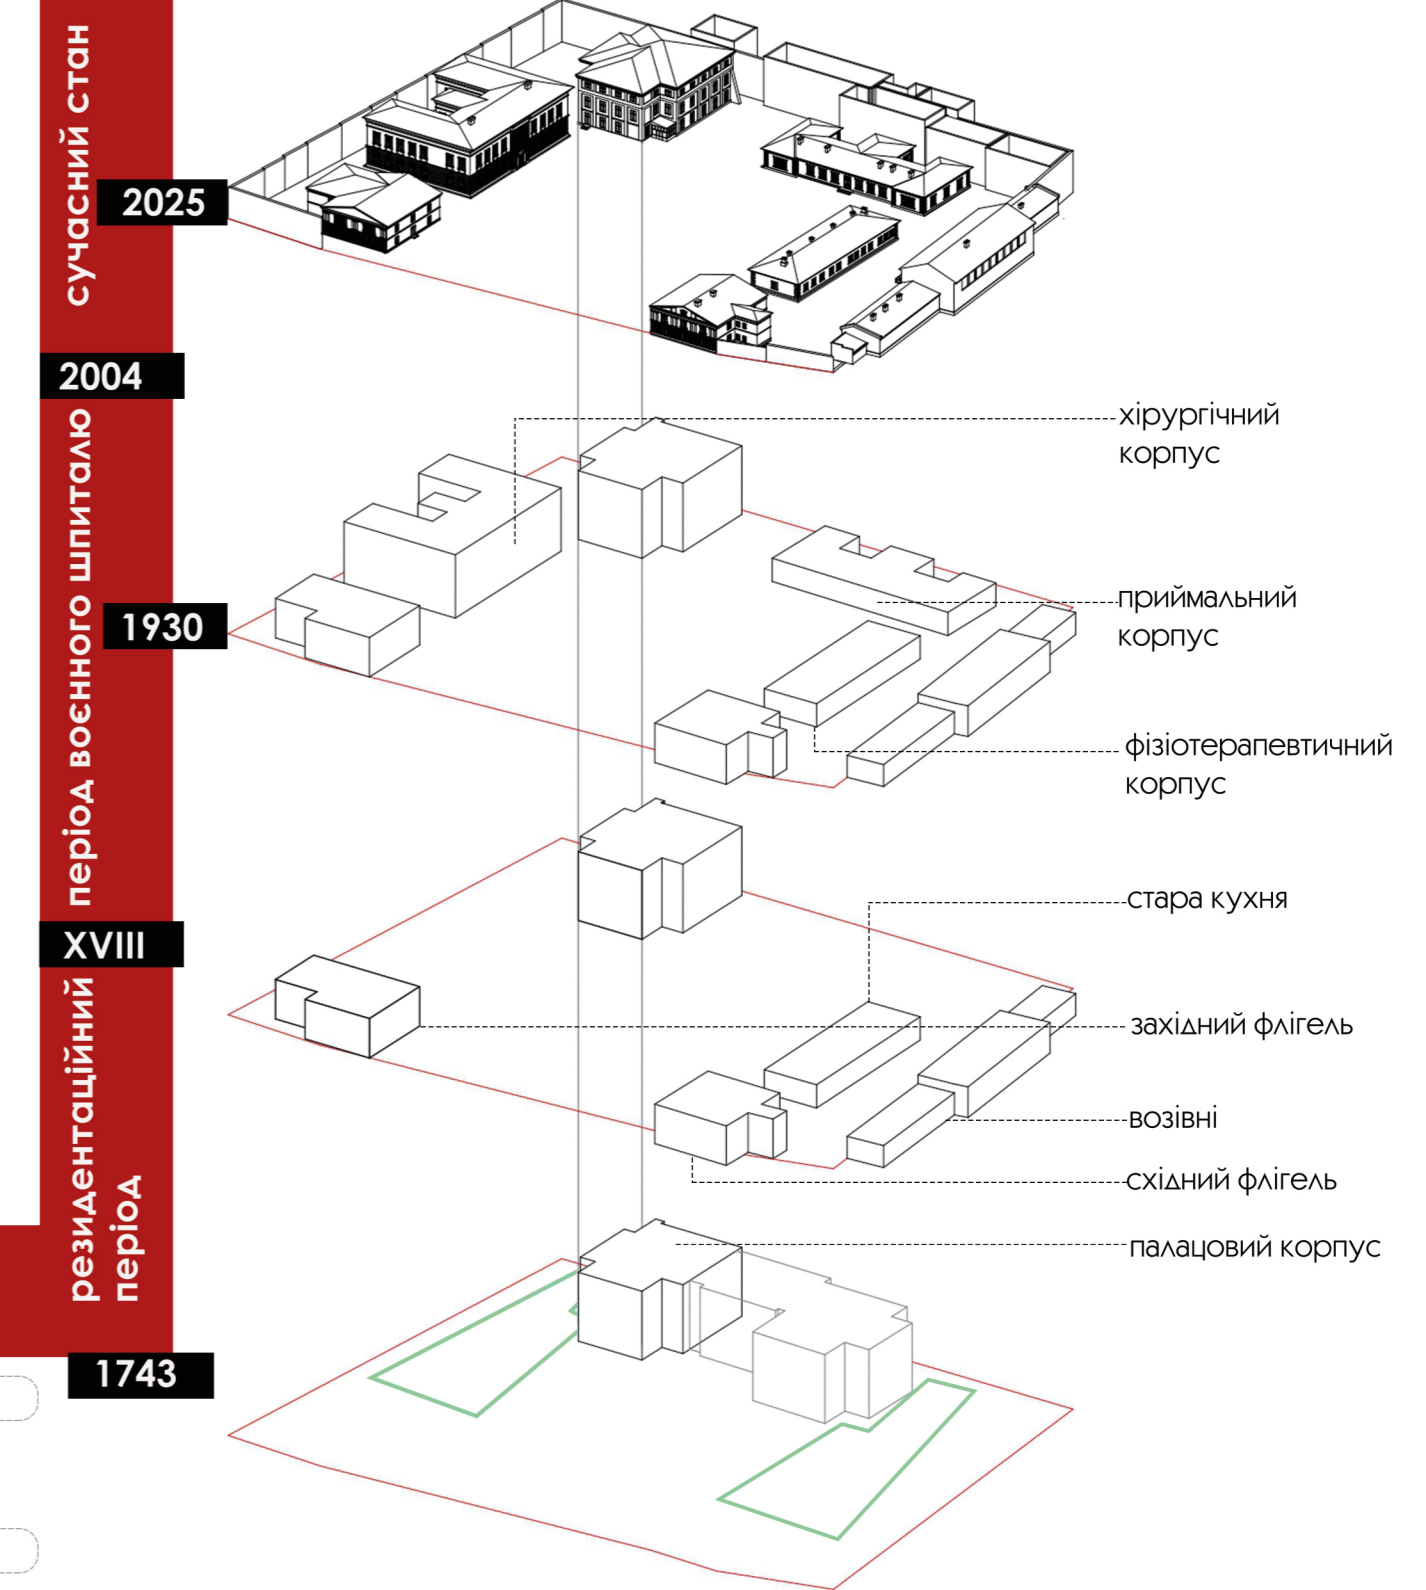 сучасний стан
2025
2004
період воєнного шпиталю
1930
XVIII
резидентаційний
період
1743
хірургічний
корпус
приймальний
корпус
фізіотерапевтичний
корпус
стара кухня
західний флігель
возівні
східний флігель
палацовий корпус